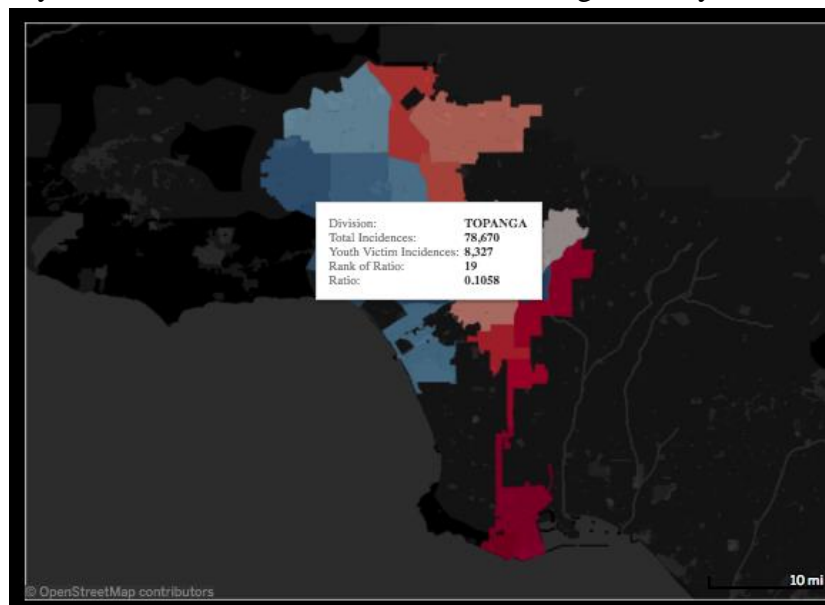 Division: TOPANGA
Total Incidences: 78,670
Youth Victim Incidences: 8,327
Rank of Ratio: 19
Ratio: 0.1058
10 mi
© OpenStreetMap contributors